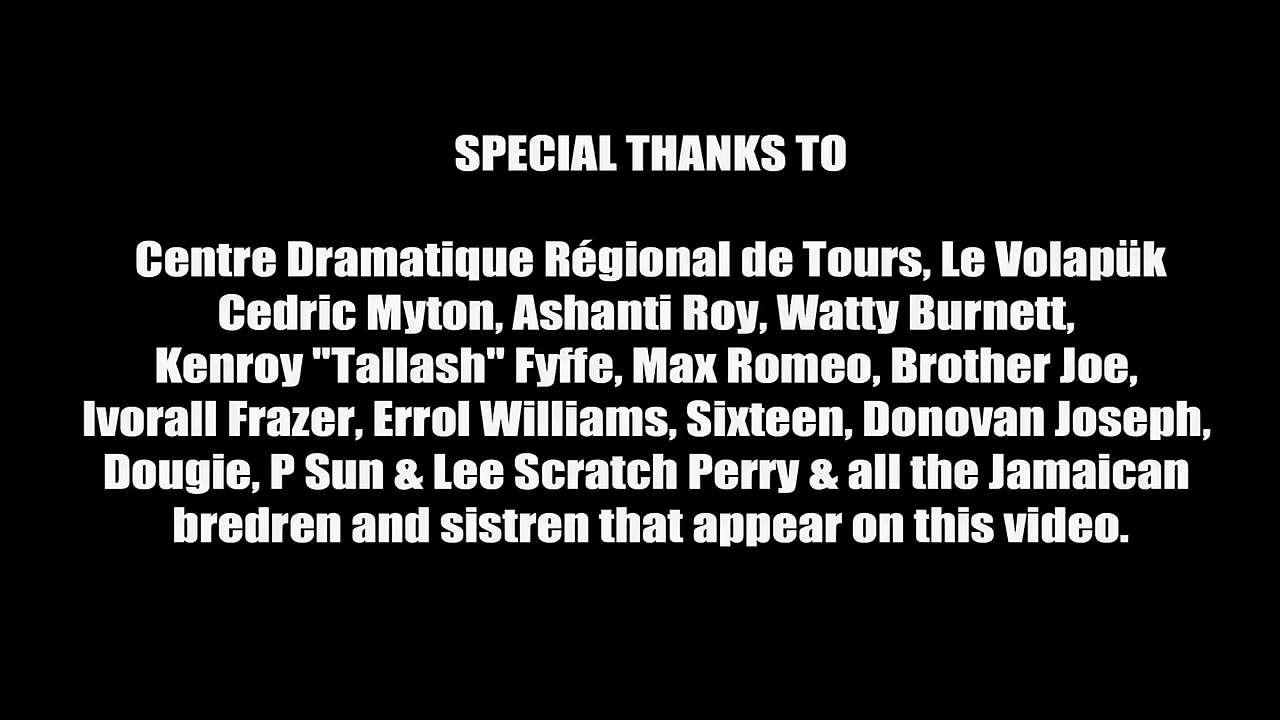 SPECIAL THANKS TO
Centre Dramatique Régional de Tours, Le Volapük
Cedric Myton, Ashanti Roy, Watty Burnett,
Kenroy "Tallash" Fyffe, Max Romeo, Brother Joe,
Ivorall Frazer, Errol Williams, Sixteen, Donovan Joseph,
Dougie, P Sun & Lee Scratch Perry & all the Jamaican
bredren and sistren that appear on this video.